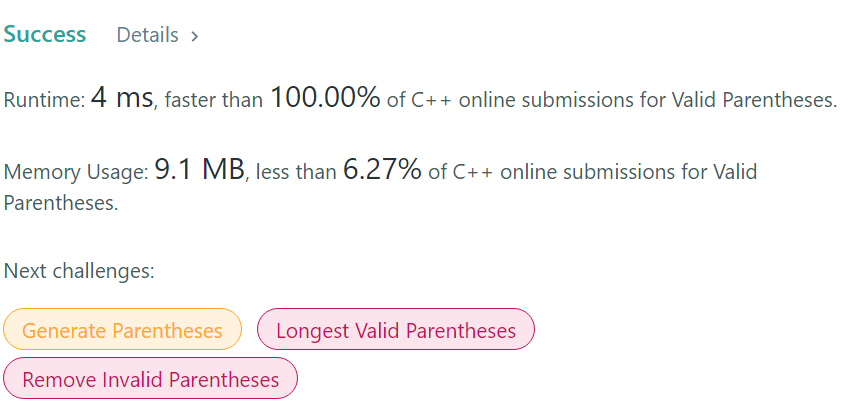 Success Details >
Runtime: 4 ms, faster than 100.00% of C++ online submissions for Valid Parentheses.
Memory Usage: 9.1 MB, less than 6.27% of C++ online submissions for Valid
Parentheses.
Next challenges:
Generate Parentheses Longest Valid Parentheses
Remove Invalid Parentheses